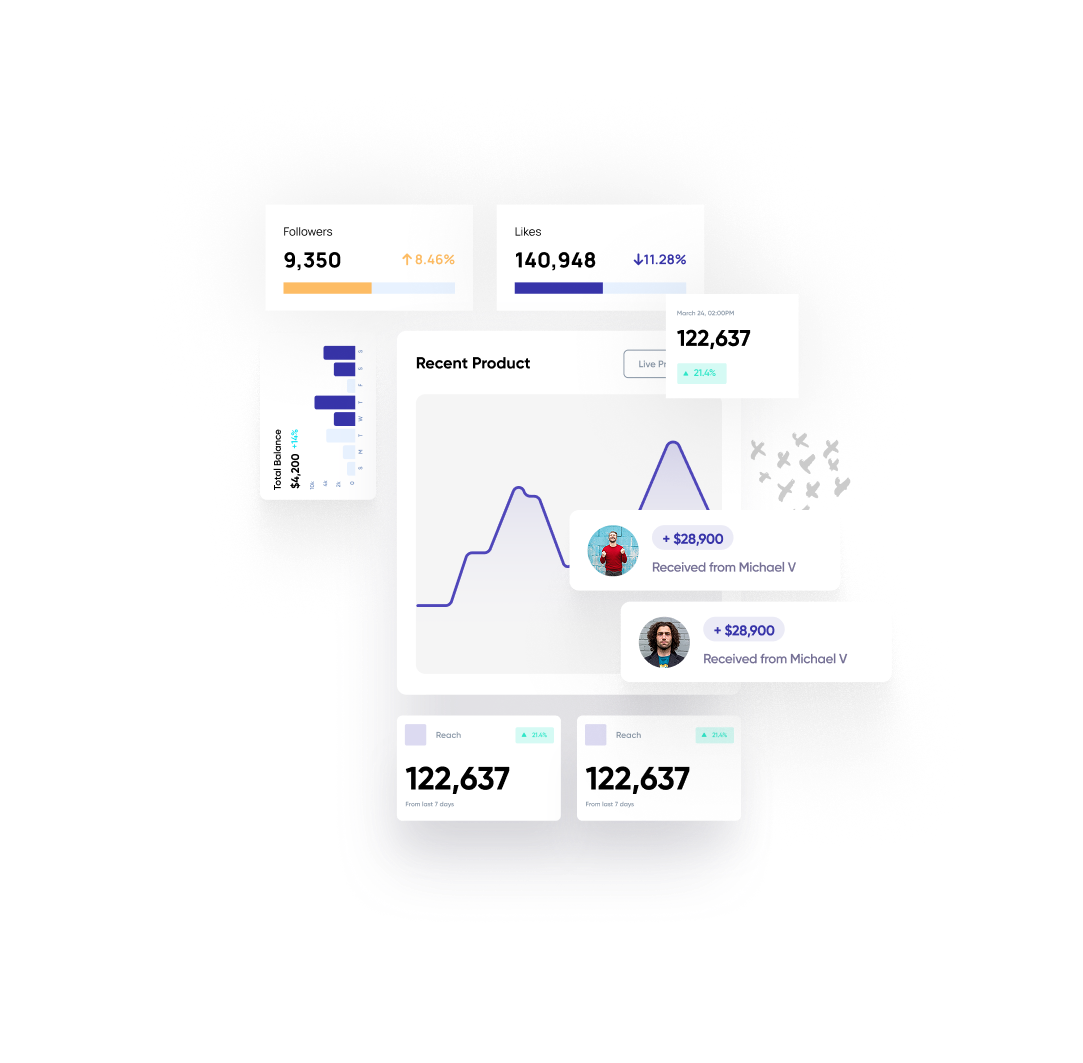 Followers
9,350
8.46%
Likes
140,948
11.28%
March 24, 02:00PM
122,637
21.4%
Total Balance
$4,200 +14%
S
S
F
T
W
T
M
S
0
Recent Product
Live Pr
+ $28,900
Received from Michael V
+ $28,900
Received from Michael V
Reach
21.4%
122,637
From last 7 days
Reach
21.4%
122,637
From last 7 days